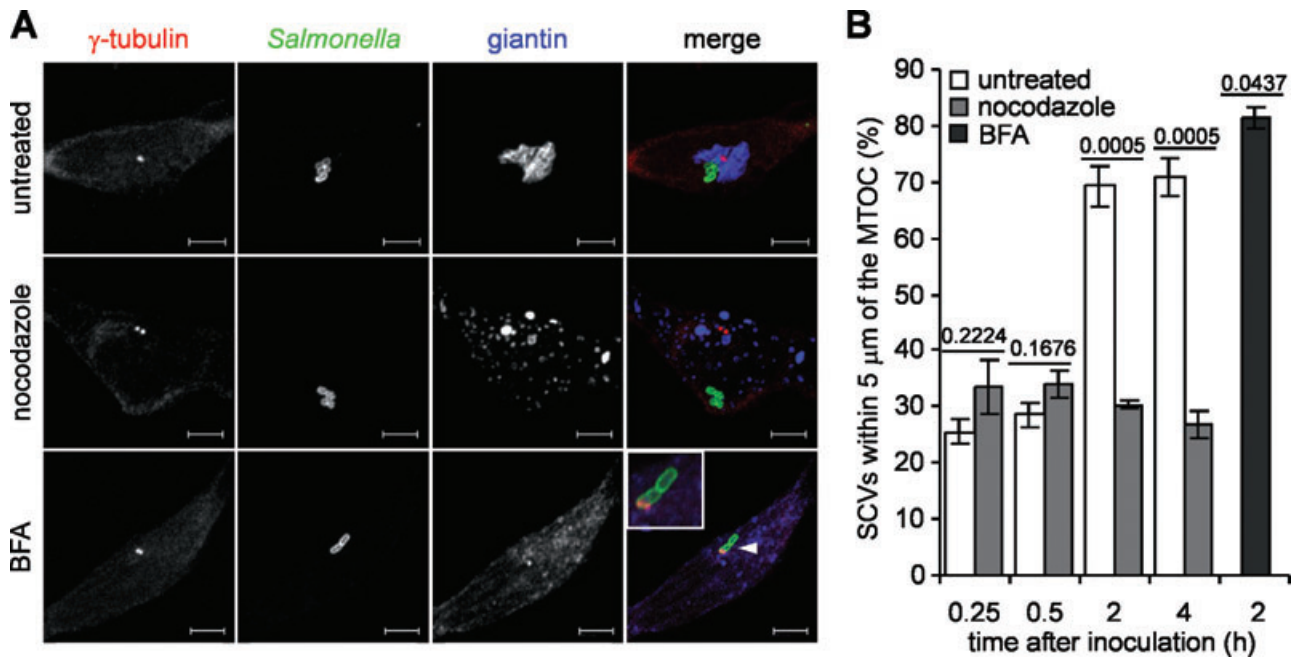 A
γ-tubulin Salmonella giantin merge
untreated
nocodazole
BFA
B
SCVs within 5 μm of the MTOC (%)
90
80
70
60
50
40
30
20
10
0
untreated
nocodazole
BFA
0.2224
0.1676
0.0005
0.0005
0.0437
0.25 0.5 2 4 2
time after inoculation (h)